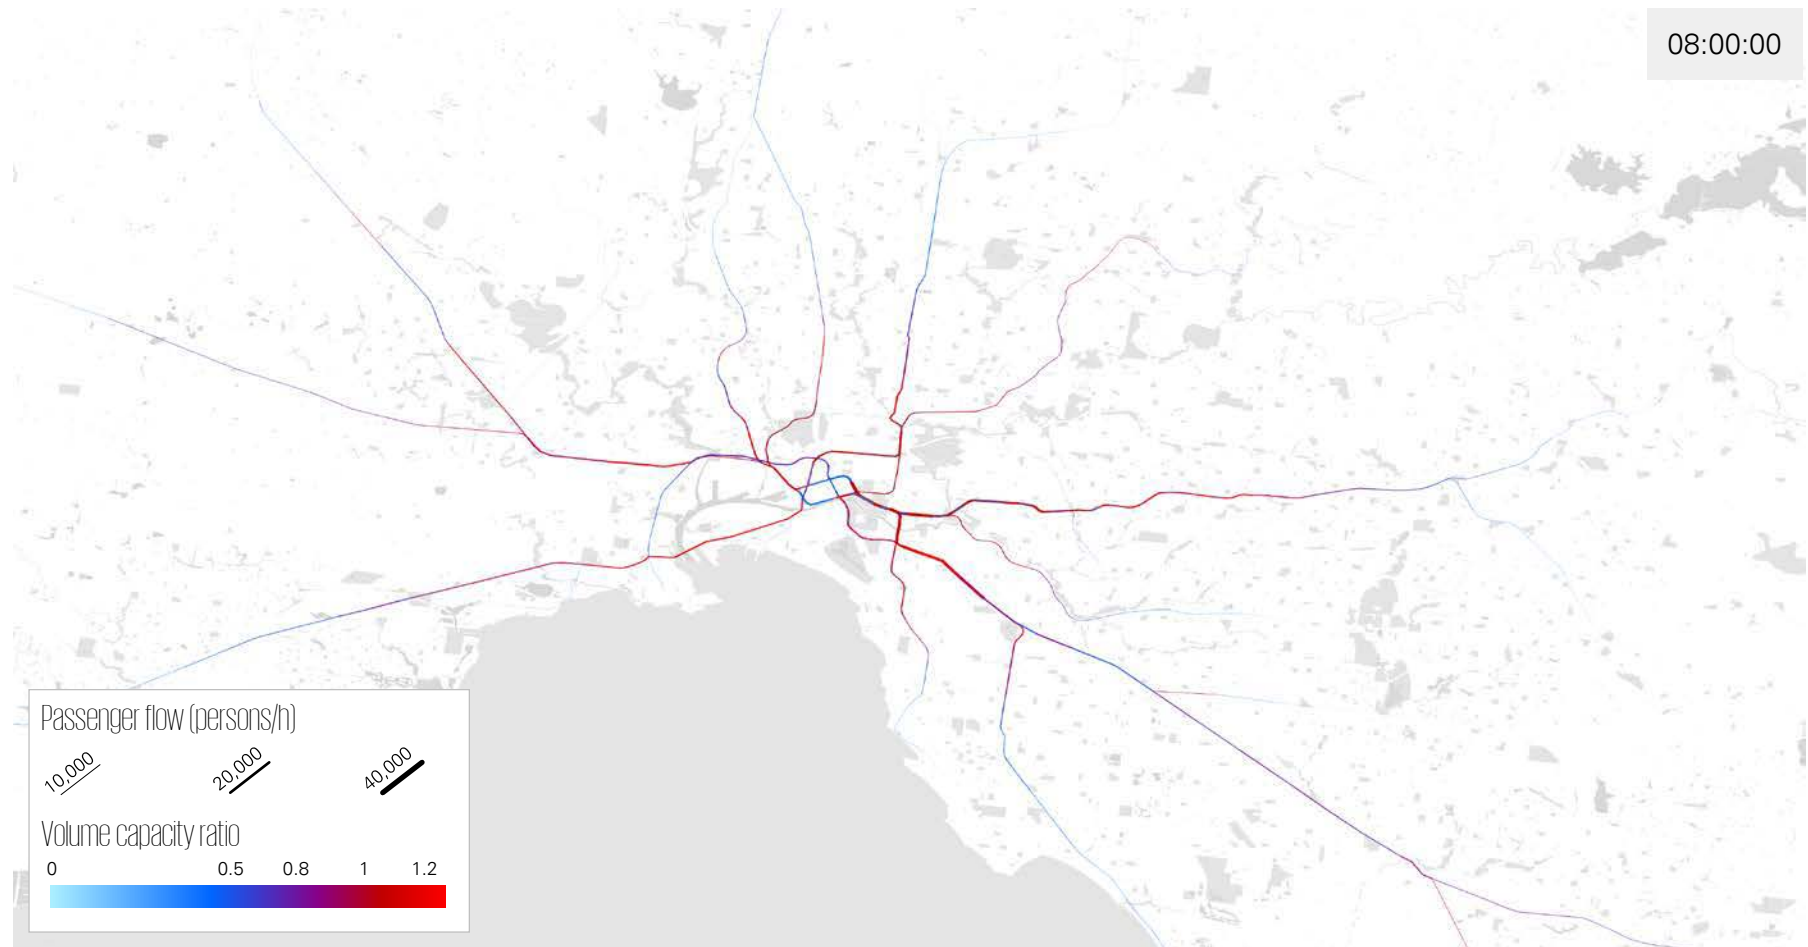 08:00:00
Passenger flow (persons/h)
10,000 20,000 40,000
Volume capacity ratio
0 0.5 0.8 1 1.2